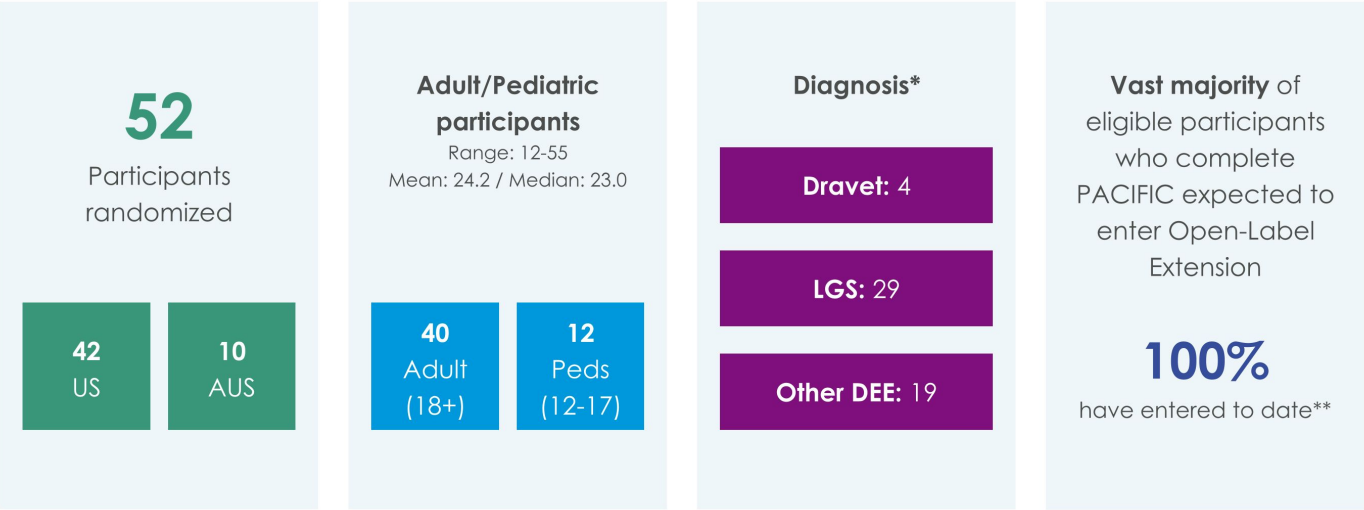 52
Participants
randomized
42
US
10
AUS
Adult/Pediatric
participants
Range: 12-55
Mean: 24.2 / Median: 23.0
40
Adult
(18+)
12
Peds
(12-17)
Diagnosis*
Dravet: 4
LGS: 29
Other DEE: 19
Vast majority of
eligible participants
who complete
PACIFIC expected to
enter Open-Label
Extension
100%
have entered to date**